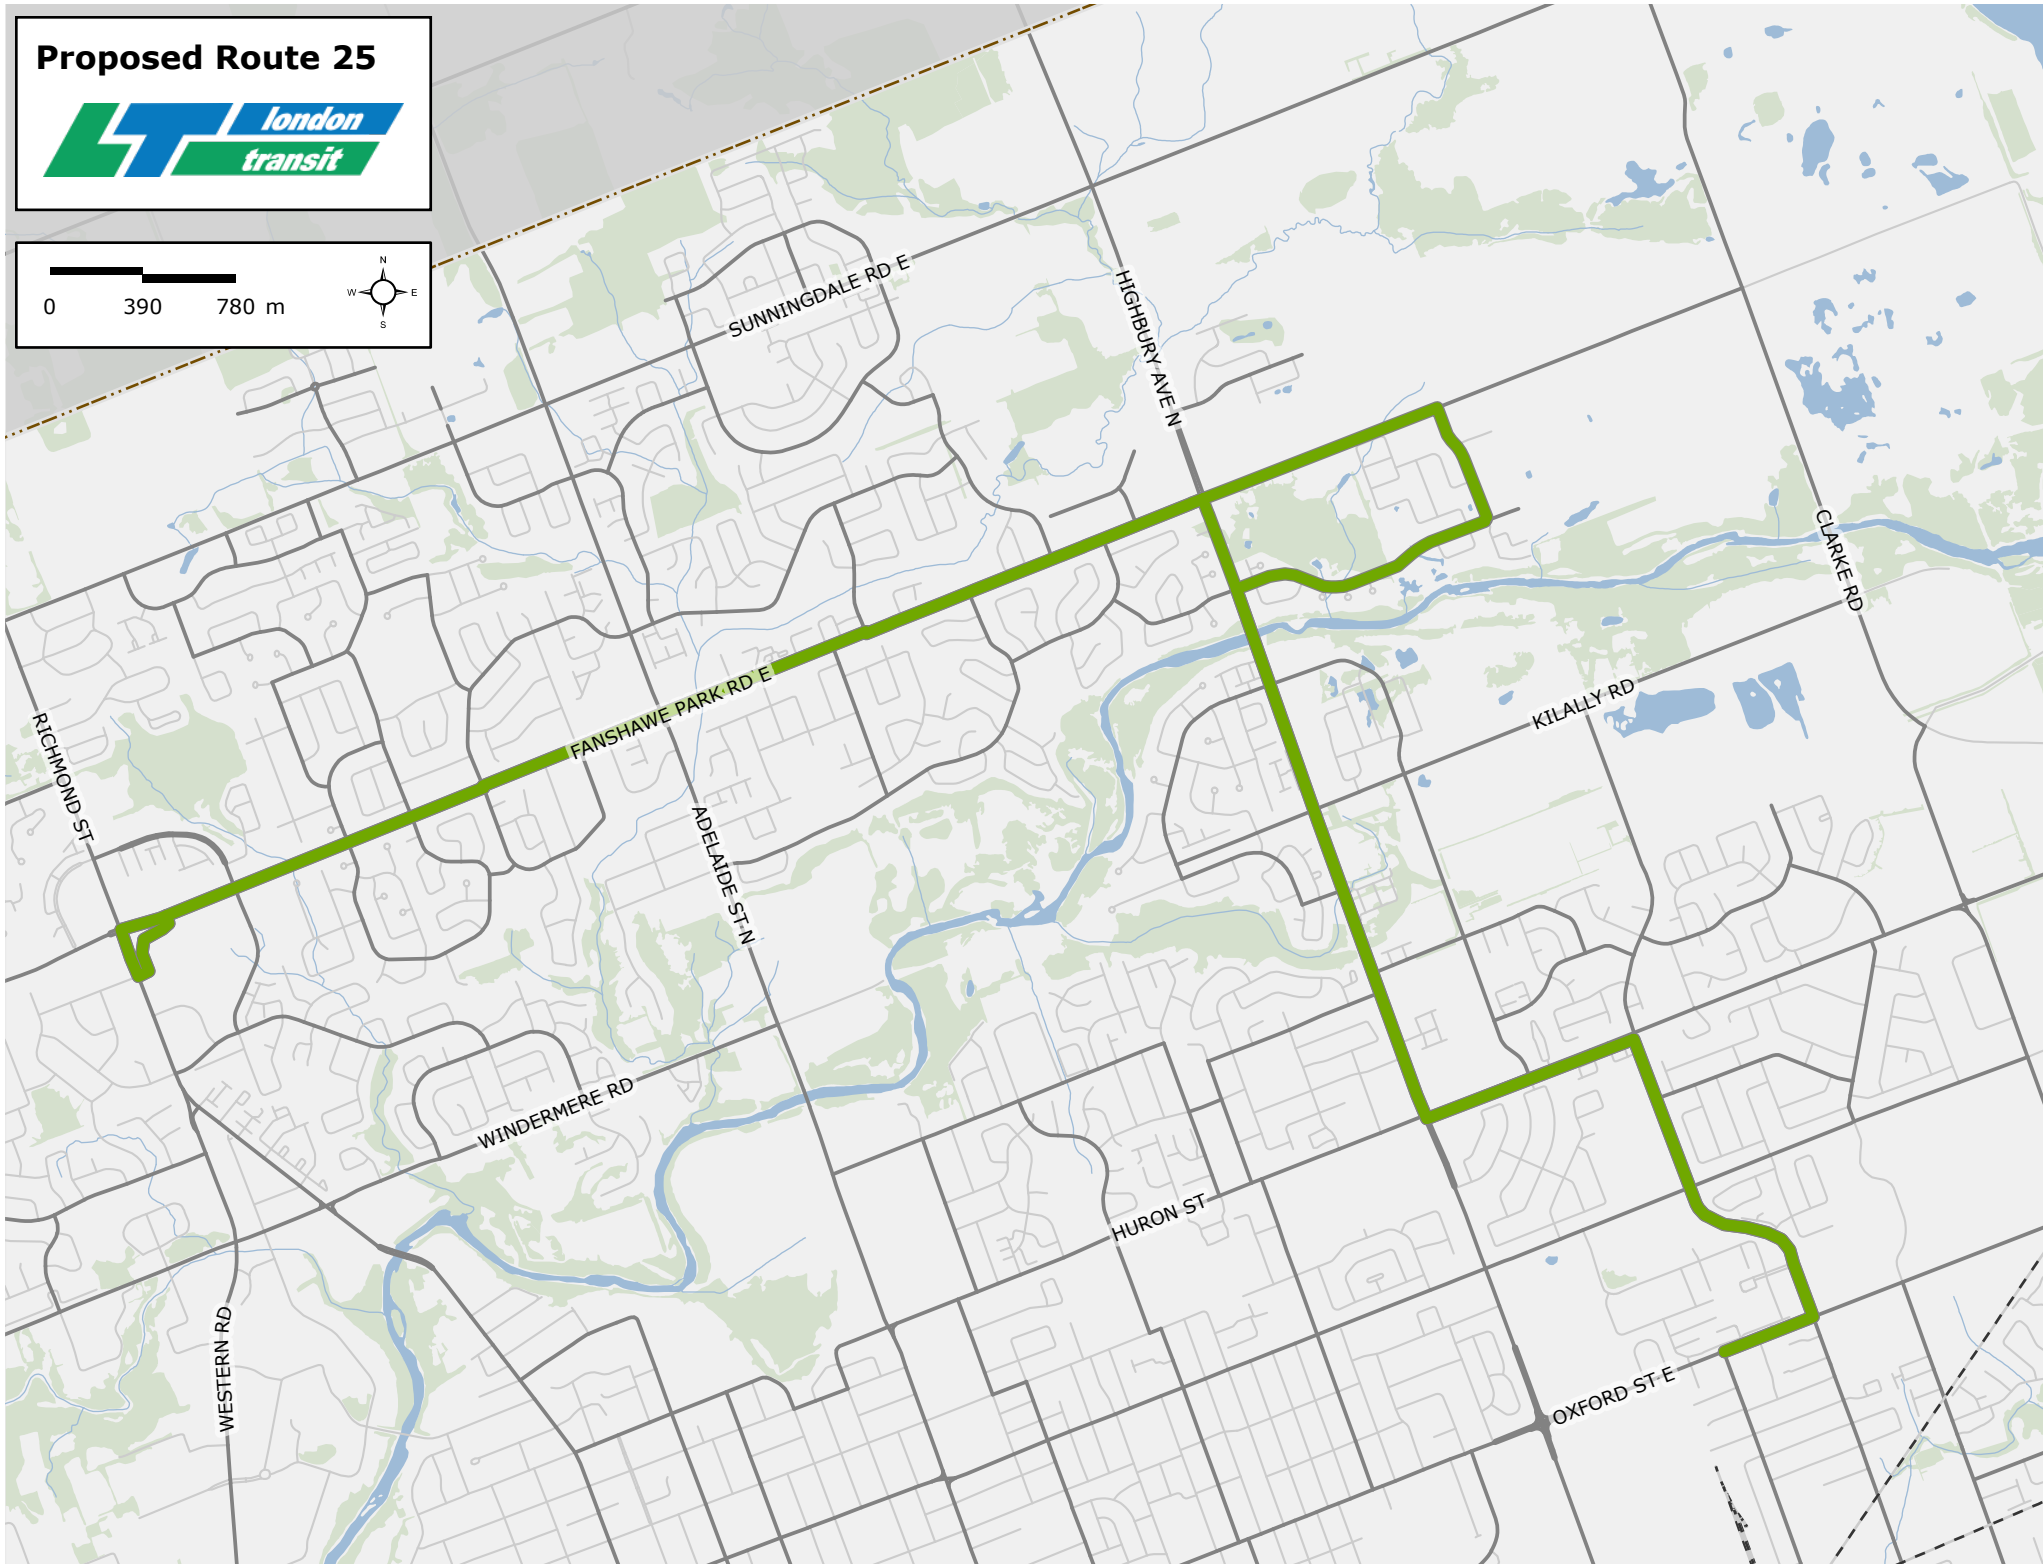 Proposed Route 25
LT
london
transit
0 390 780 m
N
W E
S
SUNNINGDALE RD E
HIGHBURY AVE N
CLARKE RD
KILALLY RD
FANSHAWE PARK RD E
RICHMOND ST
ADELAIDE ST N
WINDERMERE RD
HURON ST
WESTERN RD
OXFORD ST E